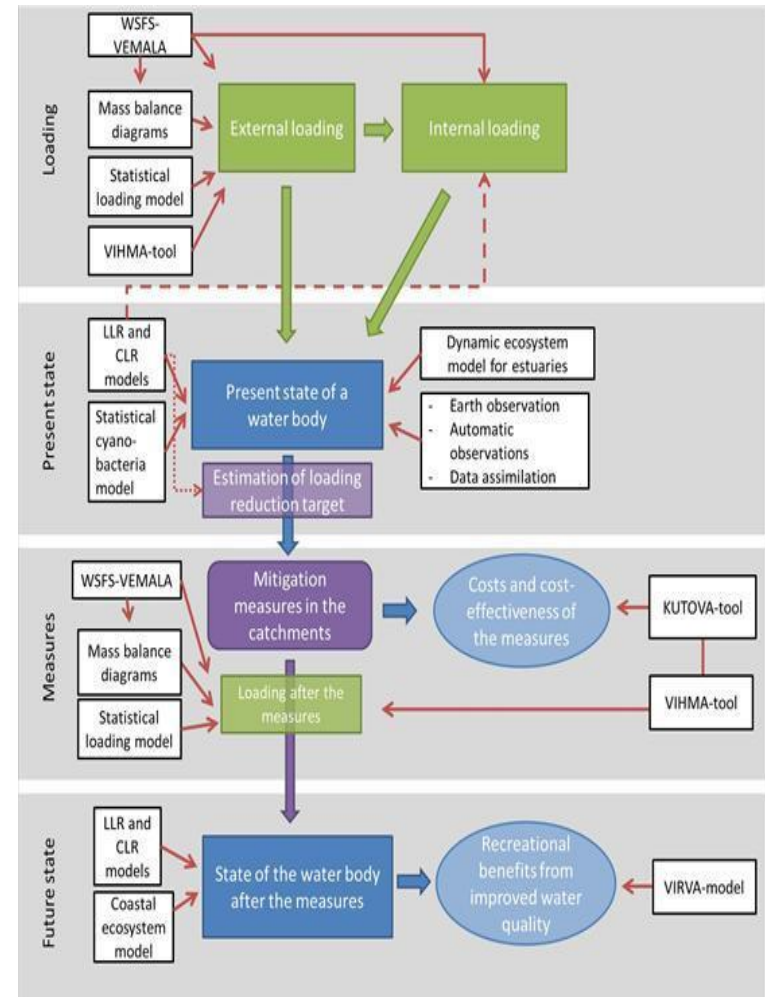 Loading
WSFS-
VEMALA
Mass balance
diagrams
Statistical
loading model
VIHMA-tool
External loading
Internal loading
Present state
LLR and
CLR
models
Statistical
cyano-
bacteria
model
Present state of a
water body
Estimation of loading
reduction target
Dynamic ecosystem
model for estuaries
- Earth observation
- Automatic
observations
- Data assimilation
Measures
WSFS-VEMALA
Mass balance
diagrams
Statistical
loading model
Mitigation
measures in the
catchments
Loading after the
measures
Costs and cost-
effectiveness of
the measures
KUTOVA-tool
VIHMA-tool
Future state
LLR and
CLR
models
Coastal
ecosystem
model
State of the water body
after the measures
Recreational
benefits from
improved water
quality
VIRVA-model